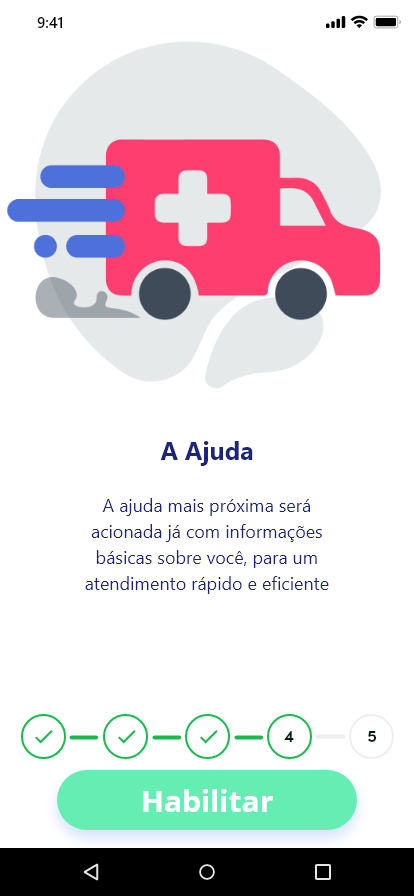 9:41
A Ajuda
A ajuda mais próxima será
acionada já com informações
básicas sobre você, para um
atendimento rápido e eficiente
4 5
Habilitar